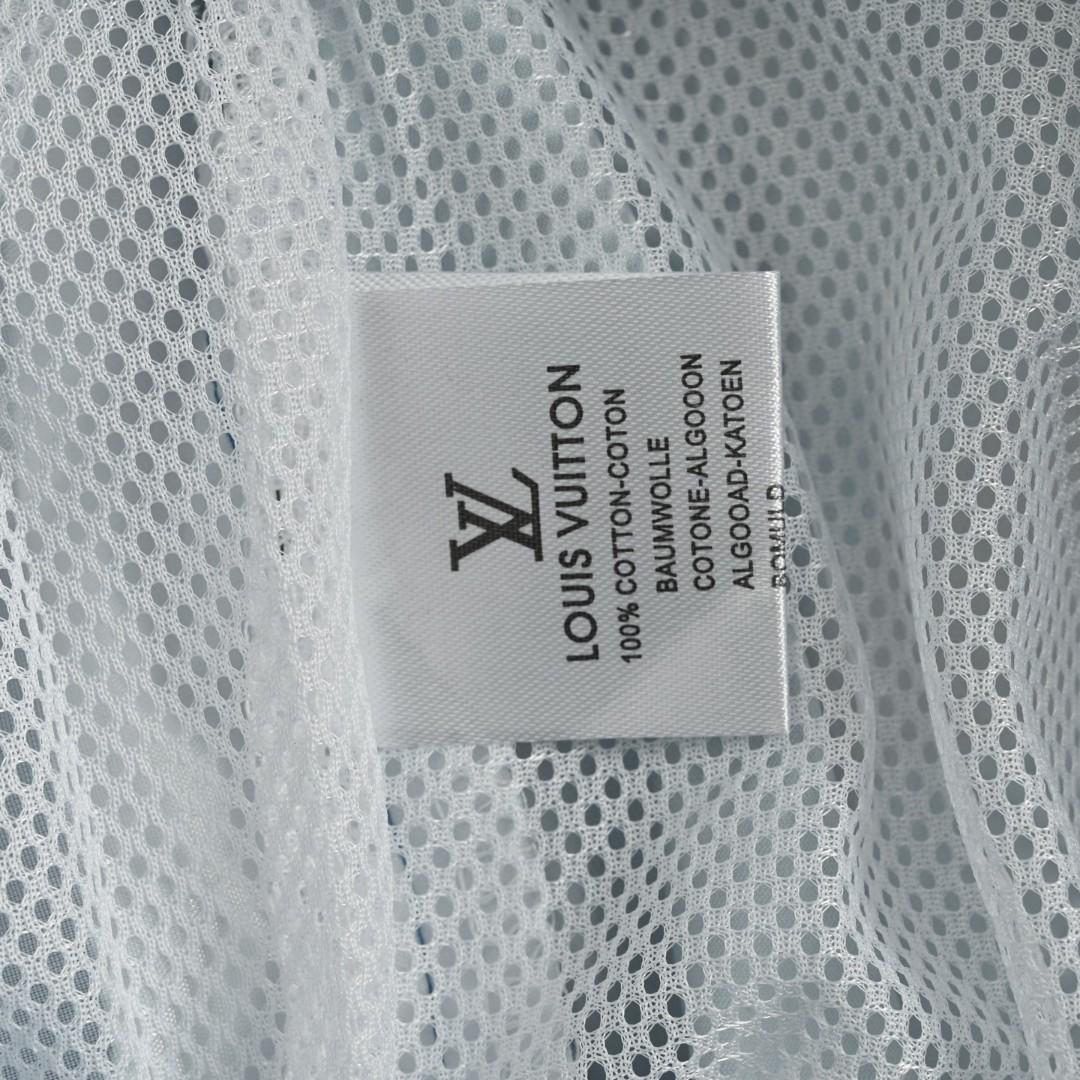 LV
LOUIS VUITTON
100% COTTON-COTON
BAUMWOLLE
COTONE-ALGOOON
ALGOOAD-KATOEN
BOMULD